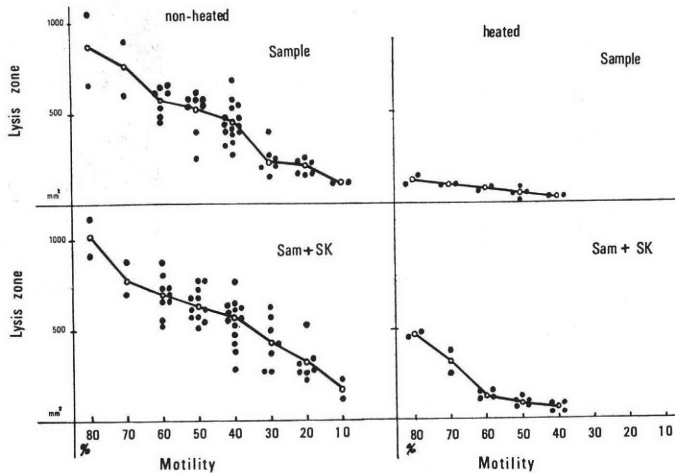 non-heated
heated
Sample
Sample
Lysis zone
1000
500
mm²
Sam+SK
Sam + SK
Lysis zone
1000
500
mm²
80 70 60 50 40 30 20 10
80 70 60 50 40 30 20 10
%
%
Motility
Motility